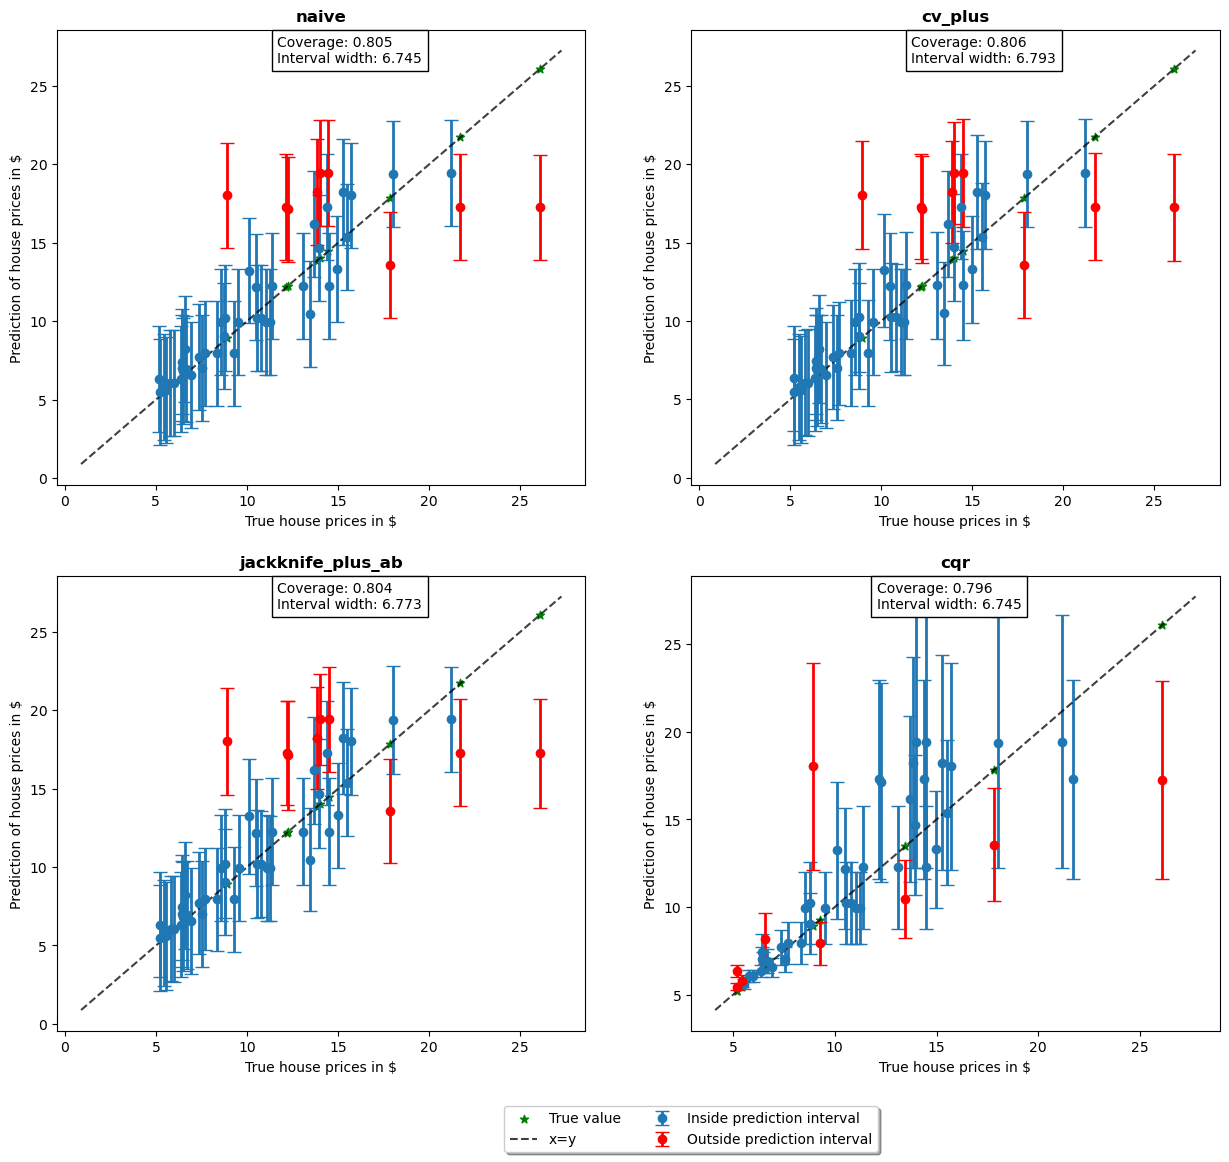 naive
Coverage: 0.805
Interval width: 6.745
Prediction of house prices in $
25
20
15
10
5
0
0 5 10 15 20 25
True house prices in $
cv_plus
Coverage: 0.806
Interval width: 6.793
Prediction of house prices in $
25
20
15
10
5
0
0 5 10 15 20 25
True house prices in $
jackknife_plus_ab
Coverage: 0.804
Interval width: 6.773
Prediction of house prices in $
25
20
15
10
5
0
0 5 10 15 20 25
True house prices in $
cqr
Coverage: 0.796
Interval width: 6.745
Prediction of house prices in $
25
20
15
10
5
5 10 15 20 25
True house prices in $
True value
x=y
Inside prediction interval
Outside prediction interval